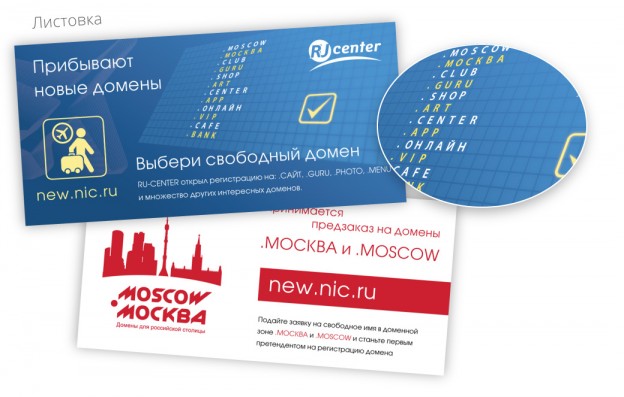 Листовка
Прибывают
новые домены
.MOSCOW
.МОСКВА
.CLUB
.GURU
.SHOP
.ART
.CENTER
.APP
.ОНЛАЙН
.VIP
.CAFE
.BANK
RU center
Выбери свободный домен
new.nic.ru
RU-CENTER открыл регистрацию на: .САЙТ, .GURU, .PHOTO, .MENU
и множество других интересных доменов.
.MOSCOW
.МОСКВА
.CLUB
.GURU
.SHOP
.ART
.CENTER
.APP
.ОНЛАЙН
.VIP
CAFE
BANK
предзаказ на домены
.МОСКВА и .MOSCOW
new.nic.ru
MOSCOW
.МОСКВА
Домены для российской столицы
Подайте заявку на свободное имя в доменной
зоне .МОСКВА и .MOSCOW и станьте первым
претендентом на регистрацию домена